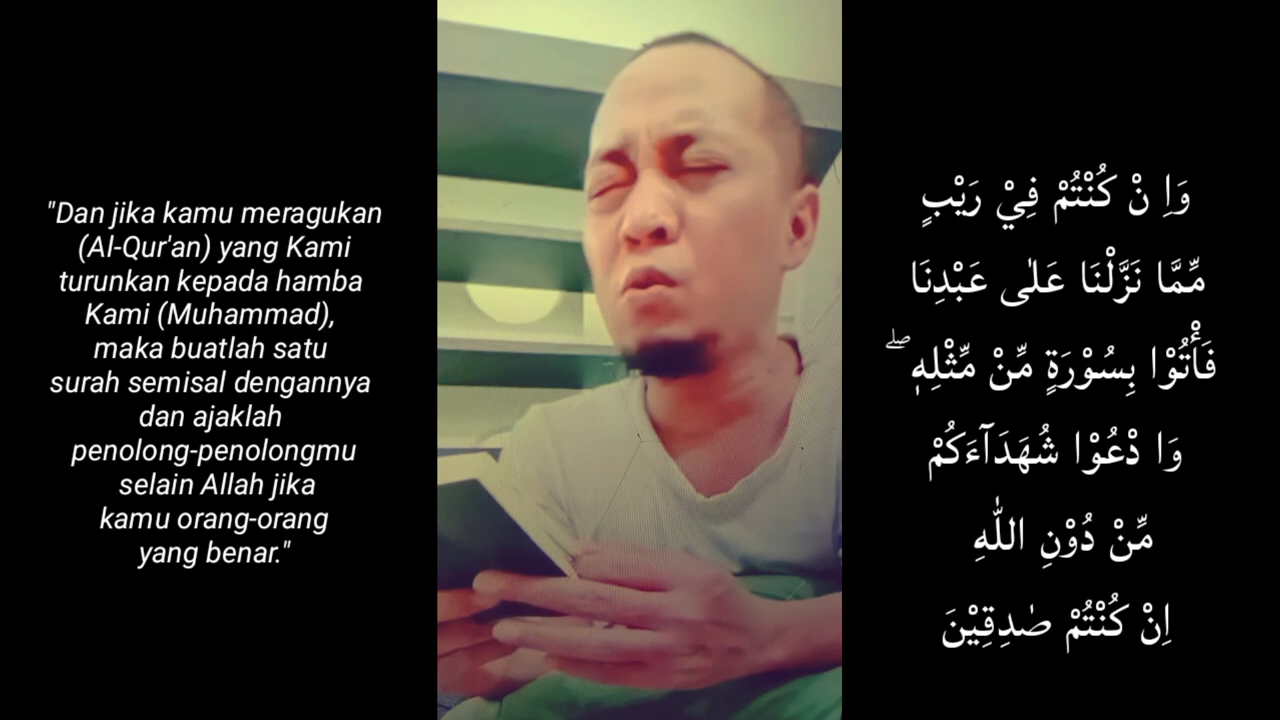 "Dan jika kamu meragukan
(Al-Qur'an) yang Kami
turunkan kepada hamba
Kami (Muhammad),
maka buatlah satu
surah semisal dengannya
dan ajaklah
penolong-penolongmu
selain Allah jika
kamu orang-orang
yang benar."
وَاِ نْ كُنْتُمْ فِيْ رَيْبٍ
مِّمَّا نَزَّلْنَا عَلٰى عَبْدِنَا
فَأْتُوْا بِسُوْرَةٍ مِّنْ مِّثْلِهٖ ۖ
وَا دْعُوْا شُهَدَآءَكُمْ
مِّنْ دُوْنِ اللّٰهِ
اِنْ كُنْتُمْ صٰدِقِيْنَ